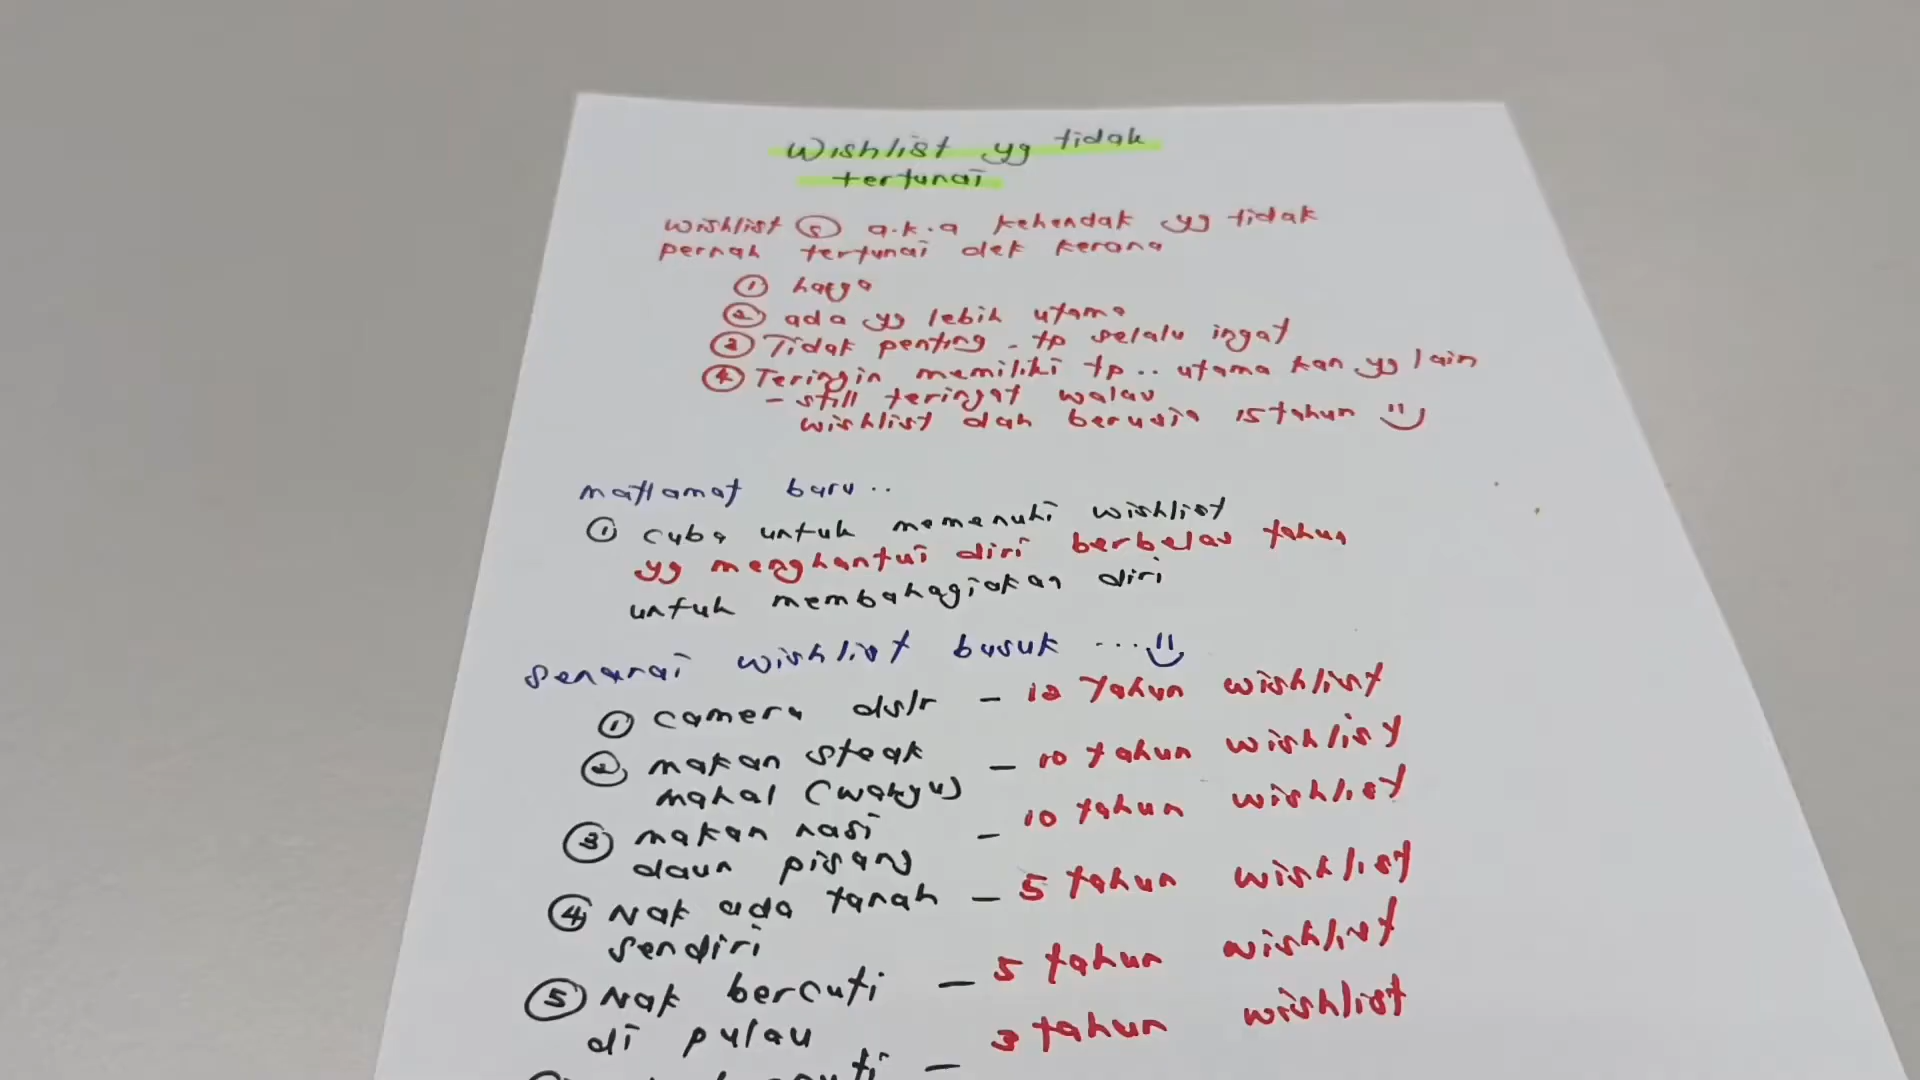 Wishlist yg tidak
tertunai
wishlist (s) a.k.a kehendak yg tidak
pernah tertunai dek kerana
① harga
② ada yg lebih utama
③ Tidak penting - tp selalu ingat
④ Teringin memiliki tp.. utama kan yg lain
- still teringat walau
wishlist dah berusia 15 tahun
matlamat baru..
① cuba untuk memenuhi wishlist
yg menghantui diri berbelas tahun
untuk membahagiakan diri
senarai wishlist busuk ...
① camera dslr - tahun wishlist
② makan steak - 10 tahun wishlist
mahal (wakyu)
③ makan nasi - 10 tahun wishlist
daun pisang
④ Nak ada tanah - 5 tahun wishlist
sendiri
⑤ Nak bercuti - 5 tahun wishlist
di pulau
- 3 tahun wishlist